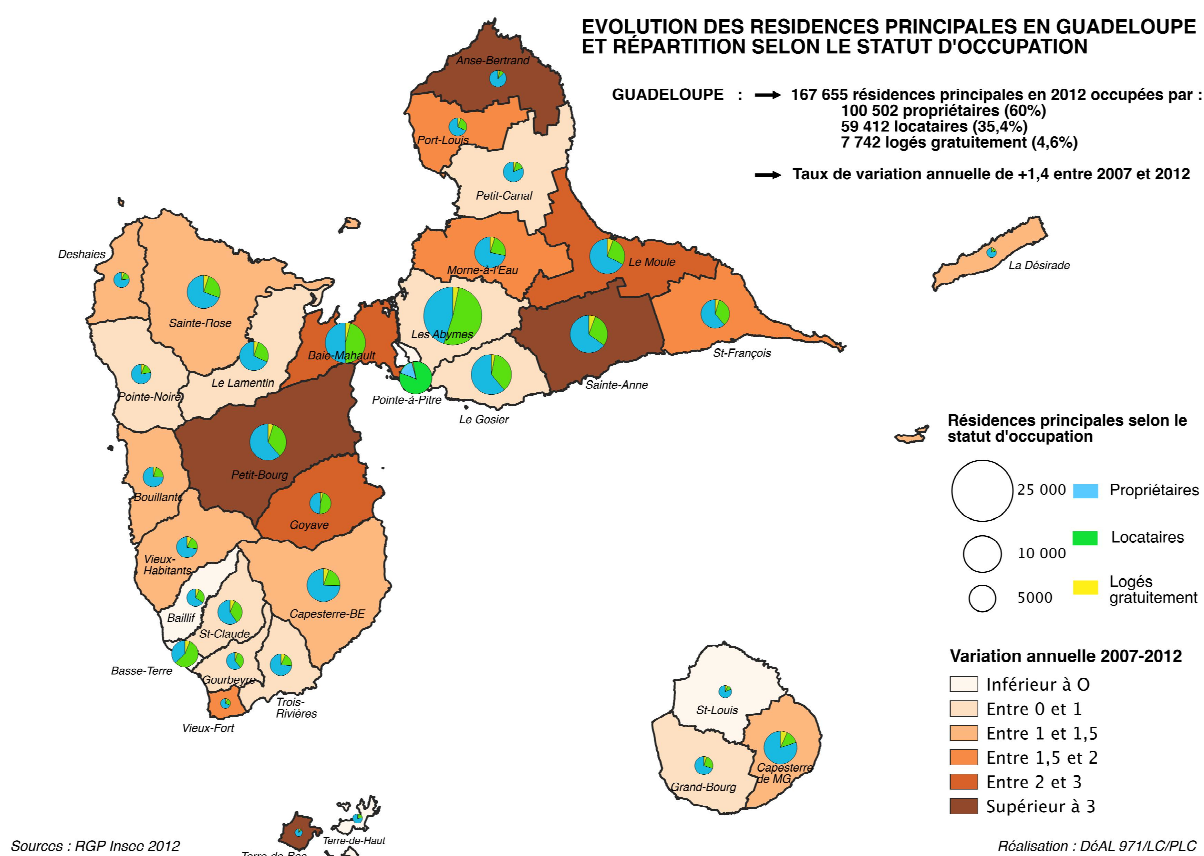 EVOLUTION DES RESIDENCES PRINCIPALES EN GUADELOUPE
ET RÉPARTITION SELON LE STATUT D'OCCUPATION
GUADELOUPE : 167 655 résidences principales en 2012 occupées par :
100 502 propriétaires (60%)
59 412 locataires (35,4%)
7 742 logés gratuitement (4,6%)
Taux de variation annuelle de +1,4 entre 2007 et 2012
Anse-Bertrand
Port-Louis
Petit-Canal
Deshaies
Morne-à-l'Eau
Le Moule
La Désirade
Sainte-Rose
Les Abymes
Baie-Mahault
St-François
Le Lamentin
Sainte-Anne
Pointe-Noire
Pointe-à-Pitre
Le Gosier
Petit-Bourg
Bouillante
Goyave
Vieux-
Habitants
Capesterre-BE
Baillif
St-Claude
Basse-Terre
Gourbeyre
Trois-
Rivières
Vieux-Fort
St-Louis
Capesterre
de MG
Grand-Bourg
Terre-de-Haut
Terre-de-Bas
Résidences principales selon le
statut d'occupation
25 000
10 000
5000
Propriétaires
Locataires
Logés
gratuitement
Variation annuelle 2007-2012
Inférieur à O
Entre 0 et 1
Entre 1 et 1,5
Entre 1,5 et 2
Entre 2 et 3
Supérieur à 3
Sources : RGP Insee 2012
Réalisation : DéAL 971/LC/PLC